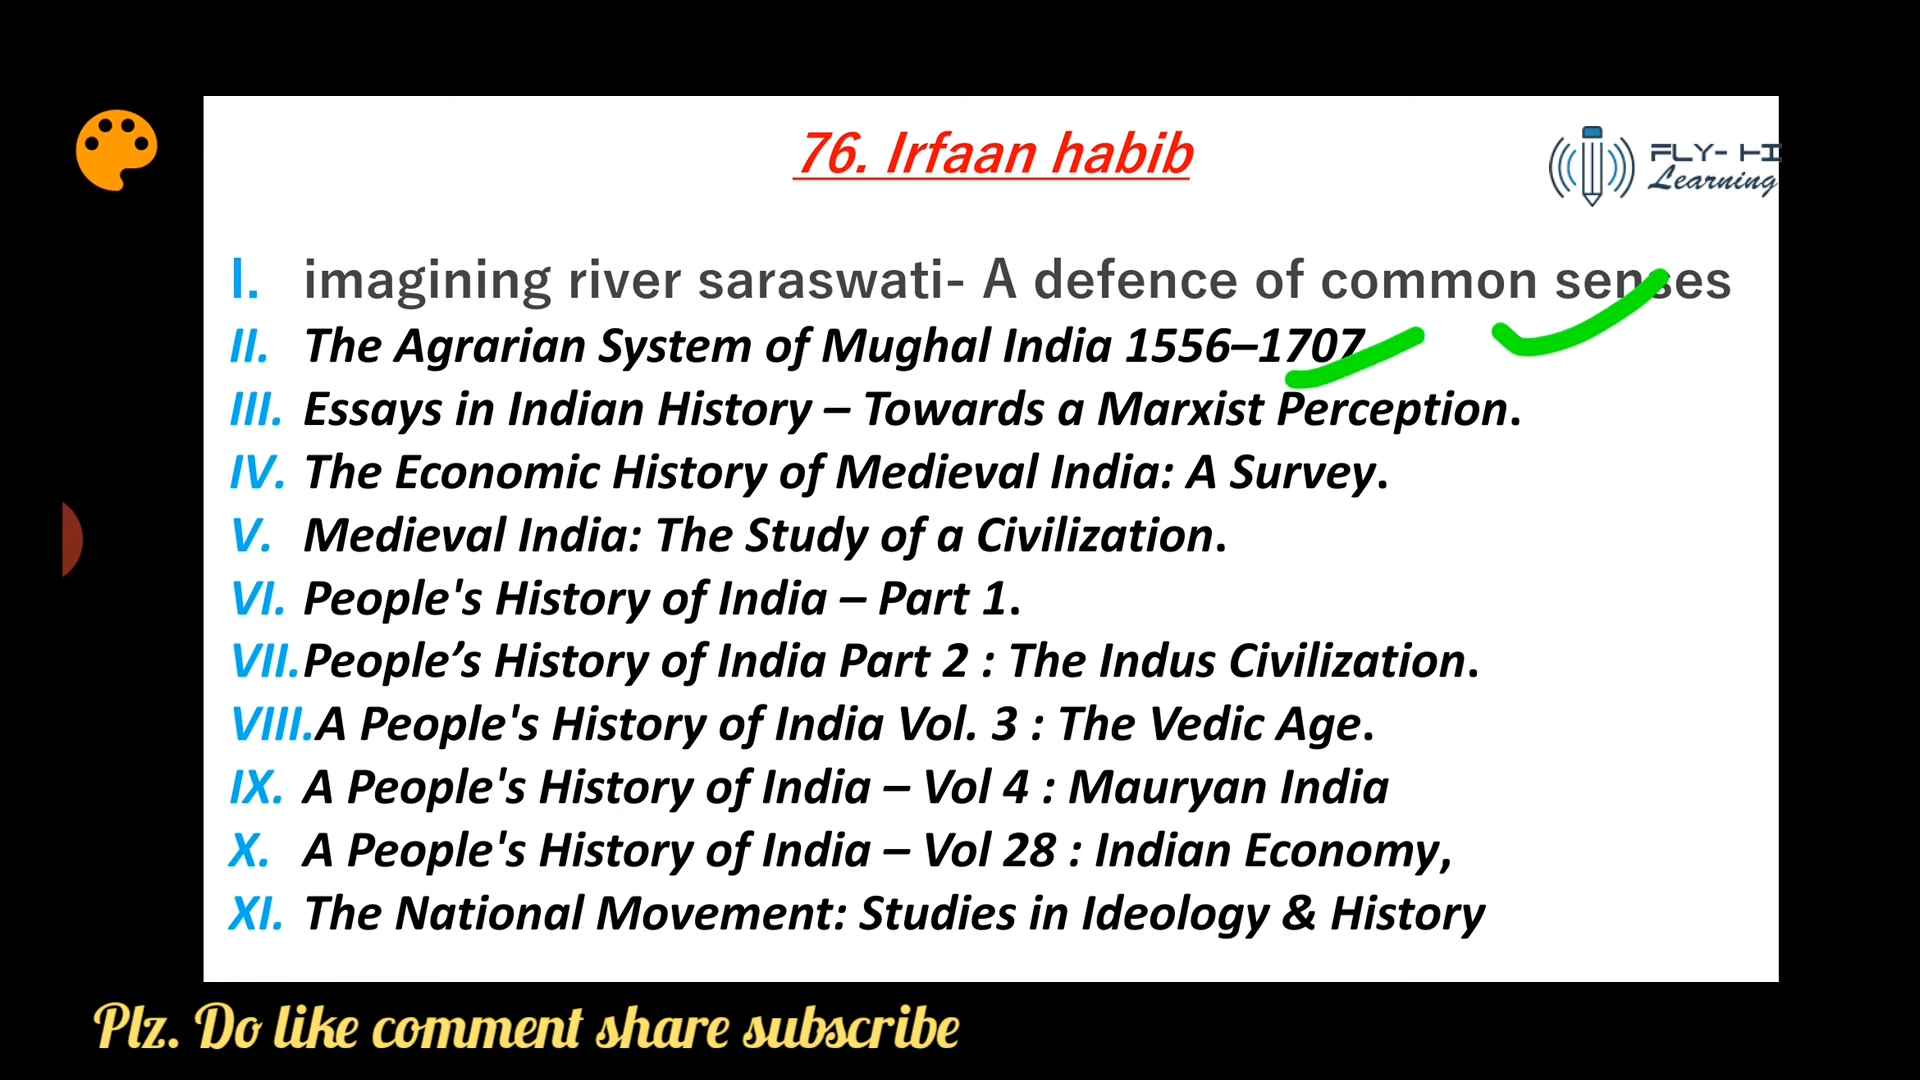 76. Irfaan habib
FLY-HI
Learning
I. imagining river saraswati- A defence of common senses
II. The Agrarian System of Mughal India 1556–1707
III. Essays in Indian History – Towards a Marxist Perception.
IV. The Economic History of Medieval India: A Survey.
V. Medieval India: The Study of a Civilization.
VI. People's History of India – Part 1.
VII. People’s History of India Part 2 : The Indus Civilization.
VIII. A People's History of India Vol. 3 : The Vedic Age.
IX. A People's History of India – Vol 4 : Mauryan India
X. A People's History of India – Vol 28 : Indian Economy,
XI. The National Movement: Studies in Ideology & History
Plz. Do like comment share subscribe